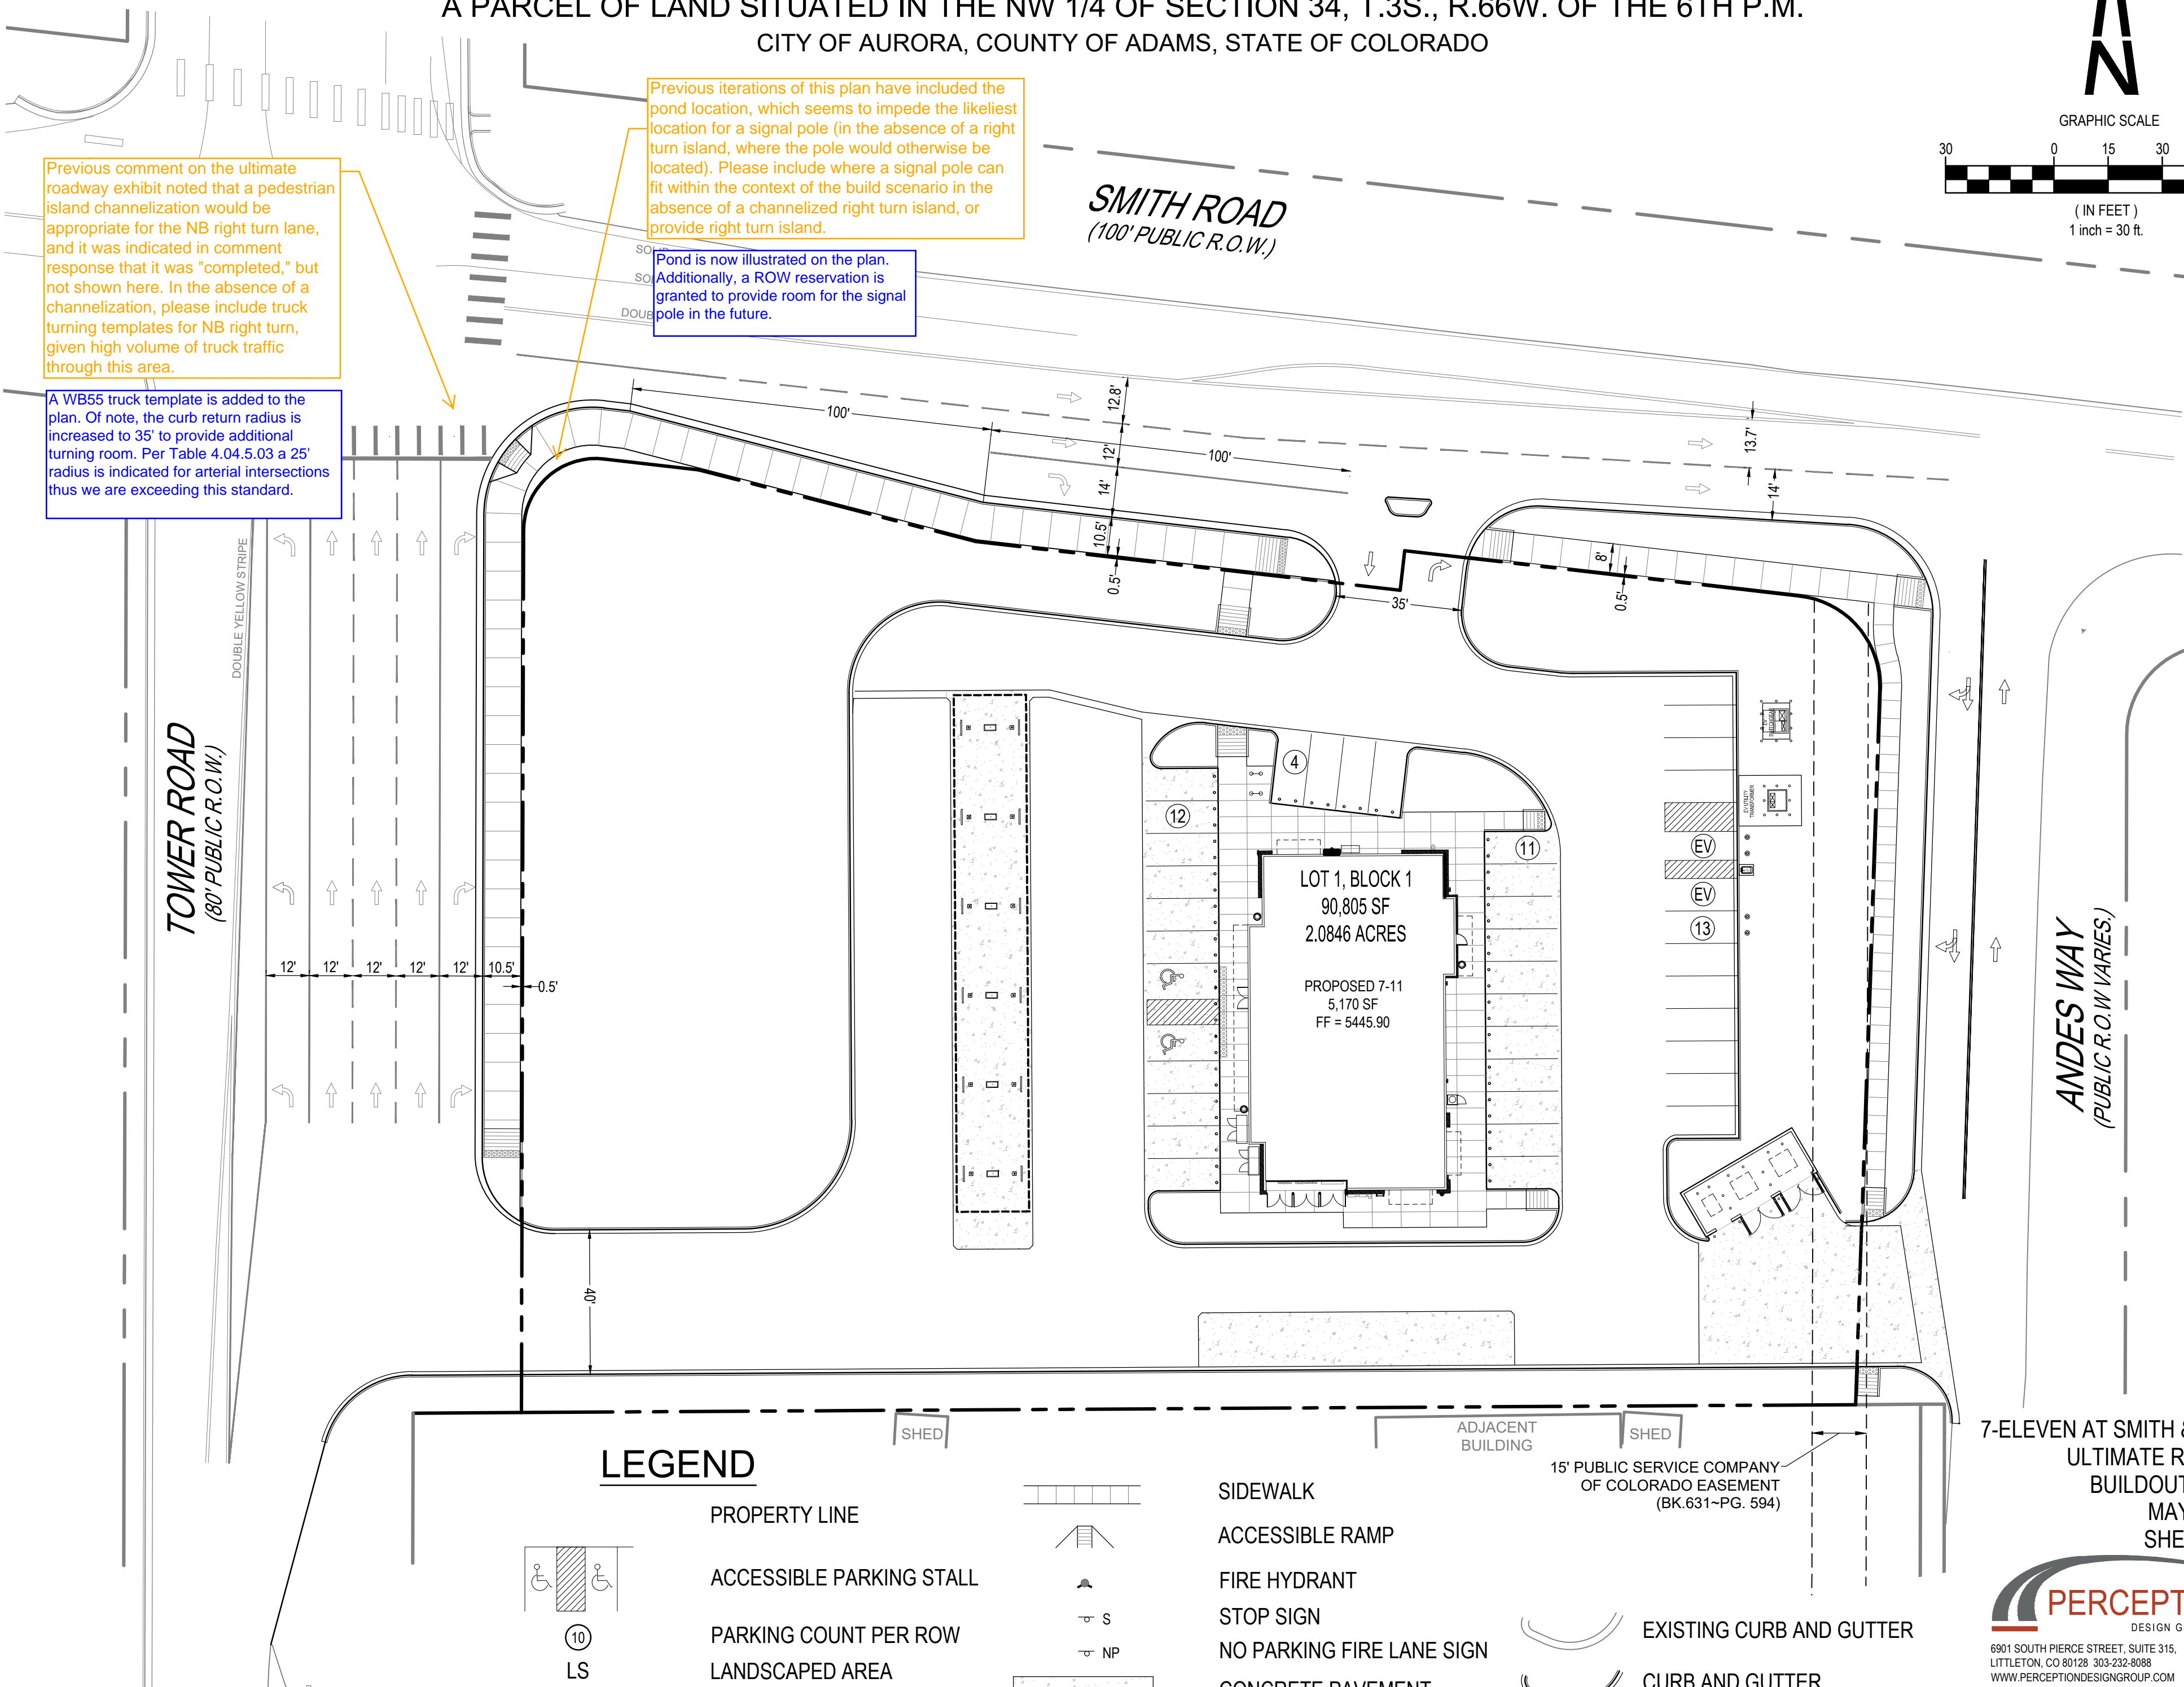 A PARCEL OF LAND SITUATED IN THE NW 1/4 OF SECTION 34, T.3S., R.66W. OF THE 6TH P.M.
CITY OF AURORA, COUNTY OF ADAMS, STATE OF COLORADO
N
GRAPHIC SCALE
30 0 15 30
( IN FEET )
1 inch = 30 ft.
Previous iterations of this plan have included the
pond location, which seems to impede the likeliest
location for a signal pole (in the absence of a right
turn island, where the pole would otherwise be
located). Please include where a signal pole can
fit within the context of the build scenario in the
absence of a channelized right turn island, or
provide right turn island.
Previous comment on the ultimate
roadway exhibit noted that a pedestrian
island channelization would be
appropriate for the NB right turn lane,
and it was indicated in comment
response that it was "completed," but
not shown here. In the absence of a
channelization, please include truck
turning templates for NB right turn,
given high volume of truck traffic
through this area.
SMITH ROAD
(100' PUBLIC R.O.W.)
Pond is now illustrated on the plan.
Additionally, a ROW reservation is
granted to provide room for the signal
pole in the future.
A WB55 truck template is added to the
plan. Of note, the curb return radius is
increased to 35' to provide additional
turning room. Per Table 4.04.5.03 a 25'
radius is indicated for arterial intersections
thus we are exceeding this standard.
100'
100'
12.8'
12'
14'
10.5'
0.5'
13.7'
14'
8'
0.5'
35'
DOUBLE YELLOW STRIPE
TOWER ROAD
(80' PUBLIC R.O.W.)
12' 12' 12' 12' 12' 10.5'
0.5'
40'
4
12
11
EV UTILITY
TRANSFORMER
EV
EV
13
LOT 1, BLOCK 1
90,805 SF
2.0846 ACRES
PROPOSED 7-11
5,170 SF
FF = 5445.90
ANDES WAY
(PUBLIC R.O.W VARIES.)
SHED
ADJACENT
BUILDING
SHED
15' PUBLIC SERVICE COMPANY
OF COLORADO EASEMENT
(BK.631~PG. 594)
LEGEND
PROPERTY LINE
ACCESSIBLE PARKING STALL
10 PARKING COUNT PER ROW
LS LANDSCAPED AREA
SIDEWALK
ACCESSIBLE RAMP
FIRE HYDRANT
S STOP SIGN
NP NO PARKING FIRE LANE SIGN
CONCRETE PAVEMENT
EXISTING CURB AND GUTTER
CURB AND GUTTER
7-ELEVEN AT SMITH &
ULTIMATE R
BUILDOUT
MAY
SHE
PERCEPT
DESIGN G
6901 SOUTH PIERCE STREET, SUITE 315,
LITTLETON, CO 80128 303-232-8088
WWW.PERCEPTIONDESIGNGROUP.COM